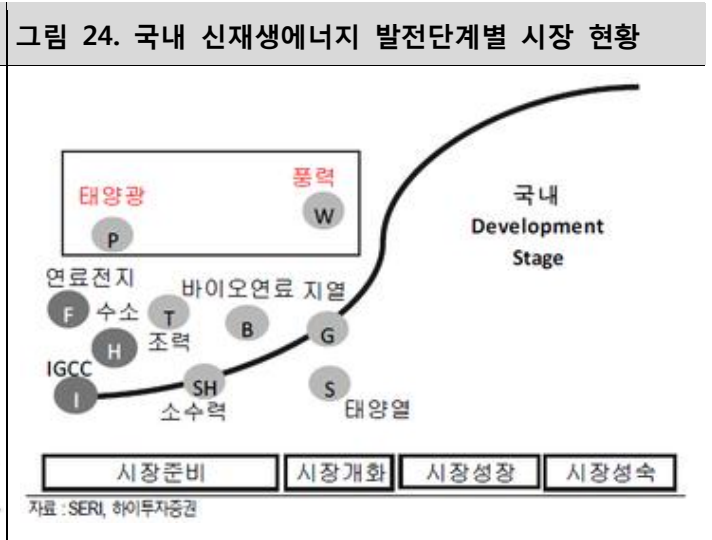 그림 24. 국내 신재생에너지 발전단계별 시장 현황
태양광
P
풍력
W
국내
Development
Stage
연료전지
F
수소
H
T
조력
바이오연료
B
지열
G
IGCC
I
SH
소수력
S
태양열
시장준비
시장개화
시장성장
시장성숙
자료 : SERI, 하이투자증권